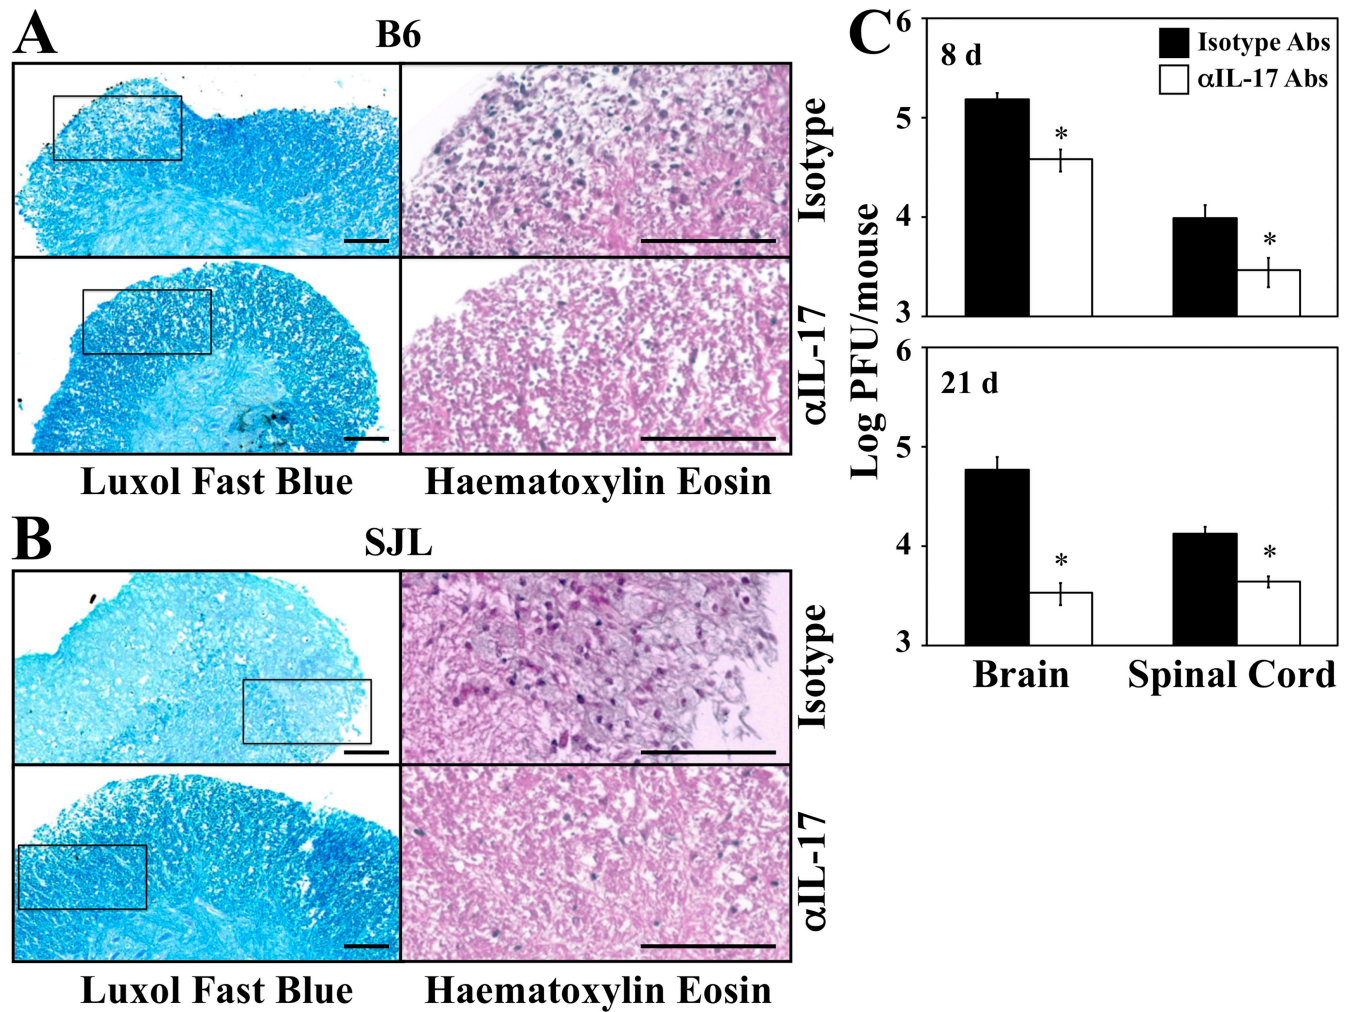 A
B6
Isotype
αIL-17
Luxol Fast Blue
Haematoxylin Eosin
B
SJL
Isotype
αIL-17
Luxol Fast Blue
Haematoxylin Eosin
C
Log PFU/mouse
6
5
4
3
8 d
Isotype Abs
αIL-17 Abs
*
*
6
5
4
3
21 d
*
*
Brain
Spinal Cord